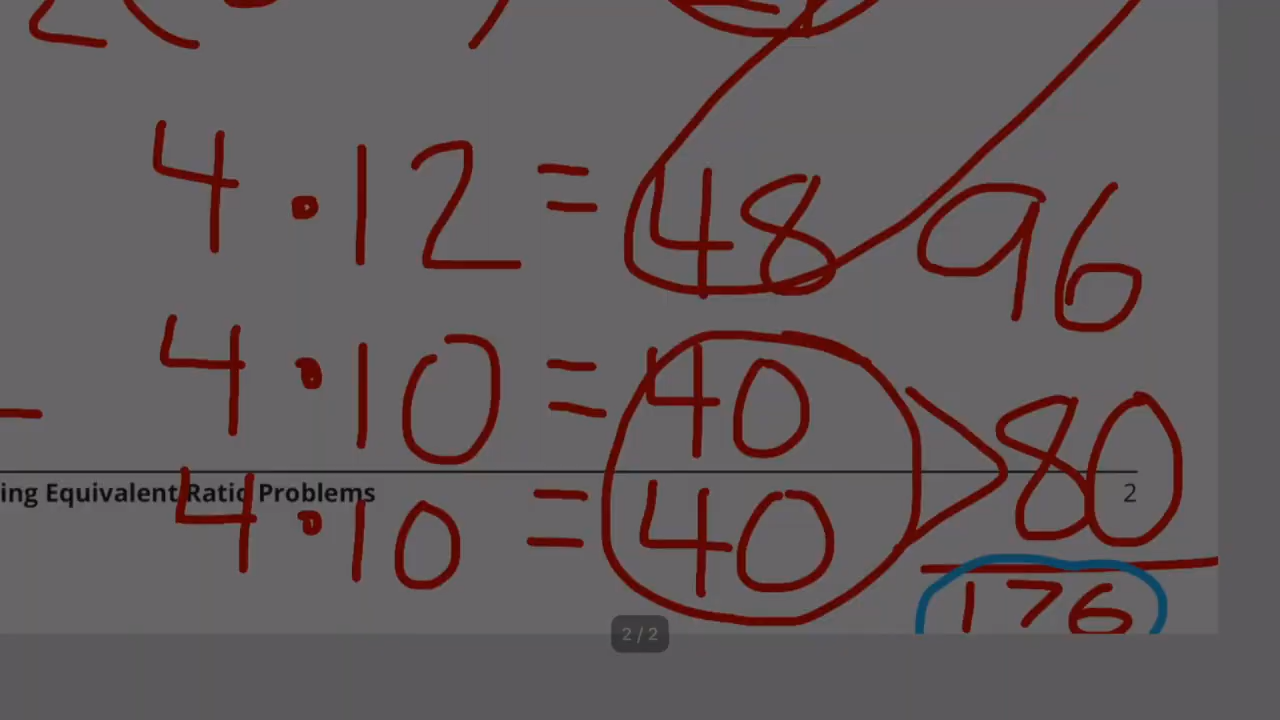 2( )
4 · 12 = 48 96
4 · 10 = 40
80
ing Equivalent Ratio Problems 2
4 · 10 = 40
176
2 / 2